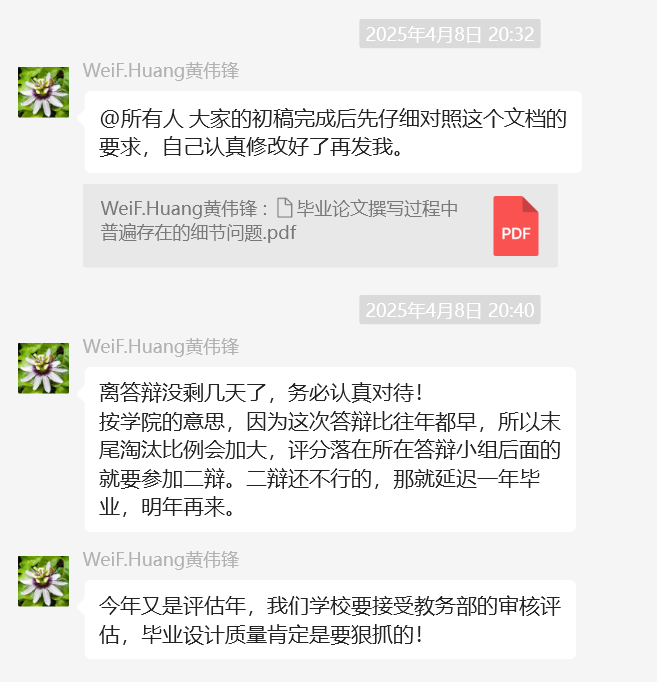 2025年4月8日 20:32
WeiF.Huang黄伟锋
@所有人 大家的初稿完成后先仔细对照这个文档的
要求，自己认真修改好了再发我。
WeiF.Huang黄伟锋：毕业论文撰写过程中
普遍存在的细节问题.pdf
PDF
2025年4月8日 20:40
WeiF.Huang黄伟锋
离答辩没剩几天了，务必认真对待！
按学院的意思，因为这次答辩比往年都早，所以末
尾淘汰比例会加大，评分落在所在答辩小组后面的
就要参加二辩。二辩还不行的，那就延迟一年毕
业，明年再来。
WeiF.Huang黄伟锋
今年又是评估年，我们学校要接受教务部的审核评
估，毕业设计质量肯定是要狠抓的！